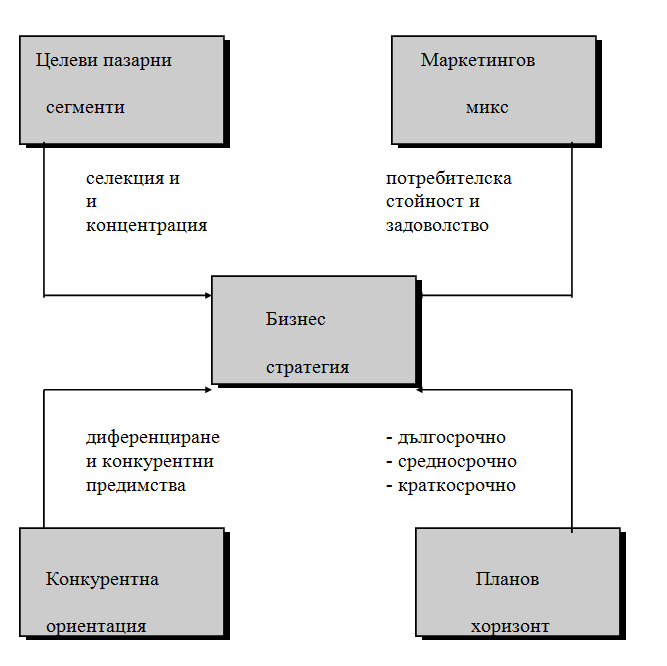 Целеви пазарни
сегменти
Маркетингов
микс
селекция и
и
концентрация
потребителска
стойност и
задоволство
Бизнес
стратегия
диференциране
и конкурентни
предимства
- дългосрочно
- средносрочно
- краткосрочно
Конкурентна
ориентация
Планов
хоризонт